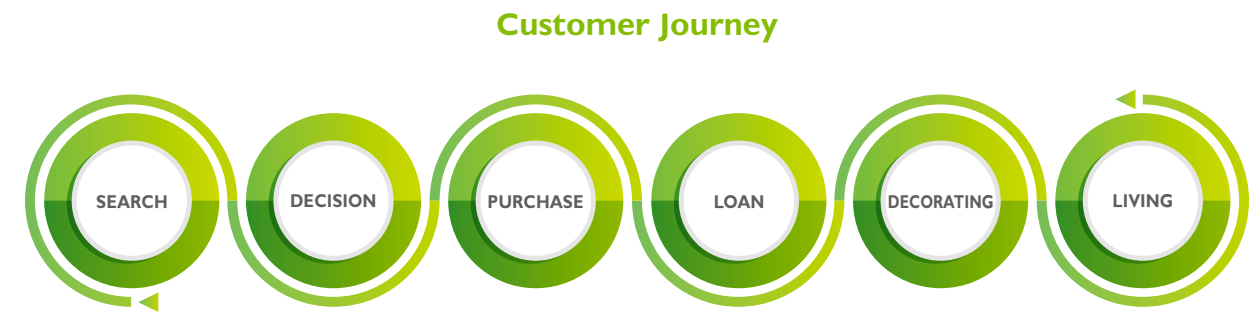 Customer Journey
SEARCH
DECISION
PURCHASE
LOAN
DECORATING
LIVING